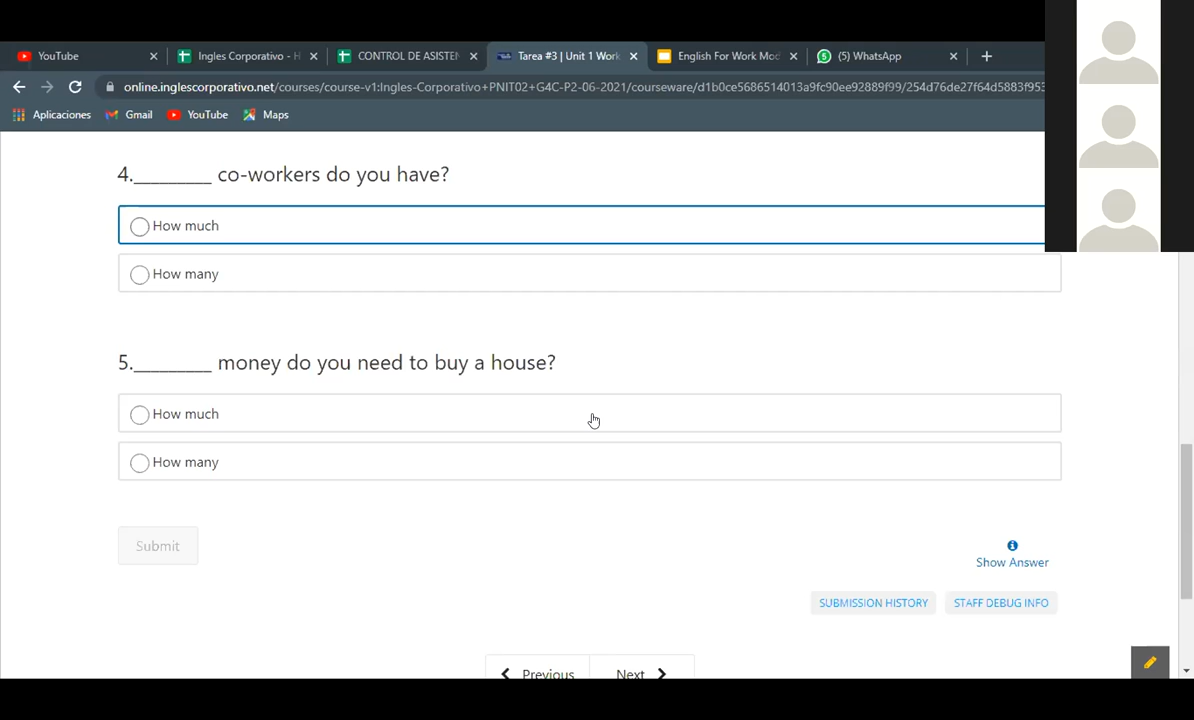 YouTube
Ingles Corporativo - H
CONTROL DE ASISTEN
Tarea #3 | Unit 1 Work
English For Work Mod
(5) WhatsApp
online.inglescorporativo.net/courses/course-v1:Ingles-Corporativo+PNIT02+G4C-P2-06-2021/courseware/d1b0ce5686514013a9fc90ee92889f99/254d76de27f64d5883f953
Aplicaciones
Gmail
YouTube
Maps
4._________ co-workers do you have?
How much
How many
5._________ money do you need to buy a house?
How much
How many
Submit
Show Answer
SUBMISSION HISTORY
STAFF DEBUG INFO
Previous
Next